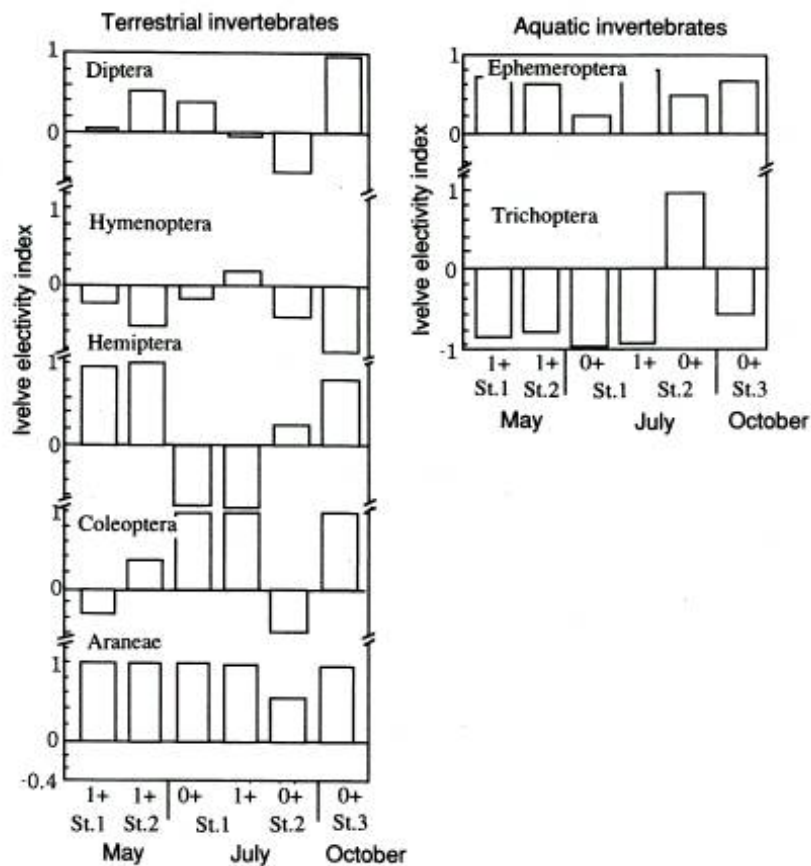 Terrestrial invertebrates
Ivelve electivity index
1
Diptera
0
1
Hymenoptera
0
Hemiptera
1
0
Coleoptera
1
0
Araneae
1
0
-0.4
1+ 1+ 0+ 1+ 0+ 0+
St.1 St.2 St.1 St.2 St.3
May July October
Aquatic invertebrates
Ivelve electivity index
1
Ephemeroptera
0
1
Trichoptera
0
-1
1+ 1+ 0+ 1+ 0+ 0+
St.1 St.2 St.1 St.2 St.3
May July October